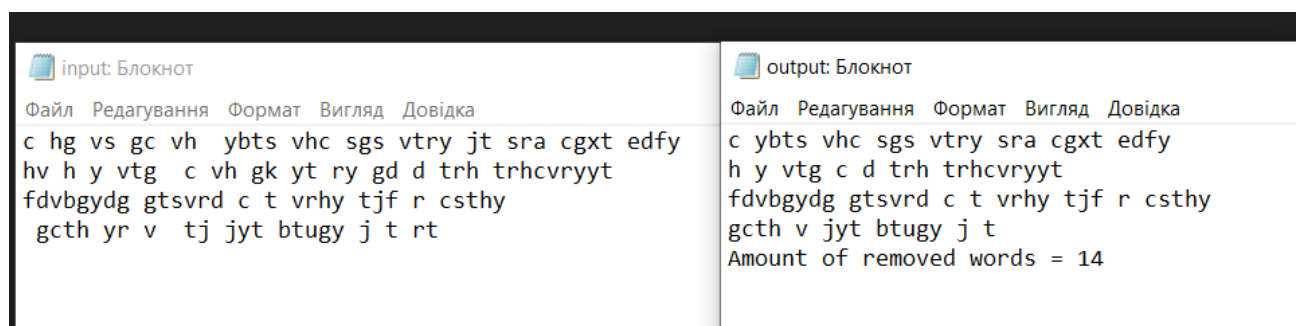 input: Блокнот
Файл Редагування Формат Вигляд Довідка
c hg vs gc vh  ybts vhc sgs vtry jt sra cgxt edfy
hv h y vtg  c vh gk yt ry gd d trh trhcvryyt
fdvbgydg gtsvrd c t vrhy tjf r csthy
 gcth yr v  tj jyt btugy j t rt
output: Блокнот
Файл Редагування Формат Вигляд Довідка
c ybts vhc sgs vtry sra cgxt edfy
h y vtg c d trh trhcvryyt
fdvbgydg gtsvrd c t vrhy tjf r csthy
gcth v jyt btugy j t
Amount of removed words = 14